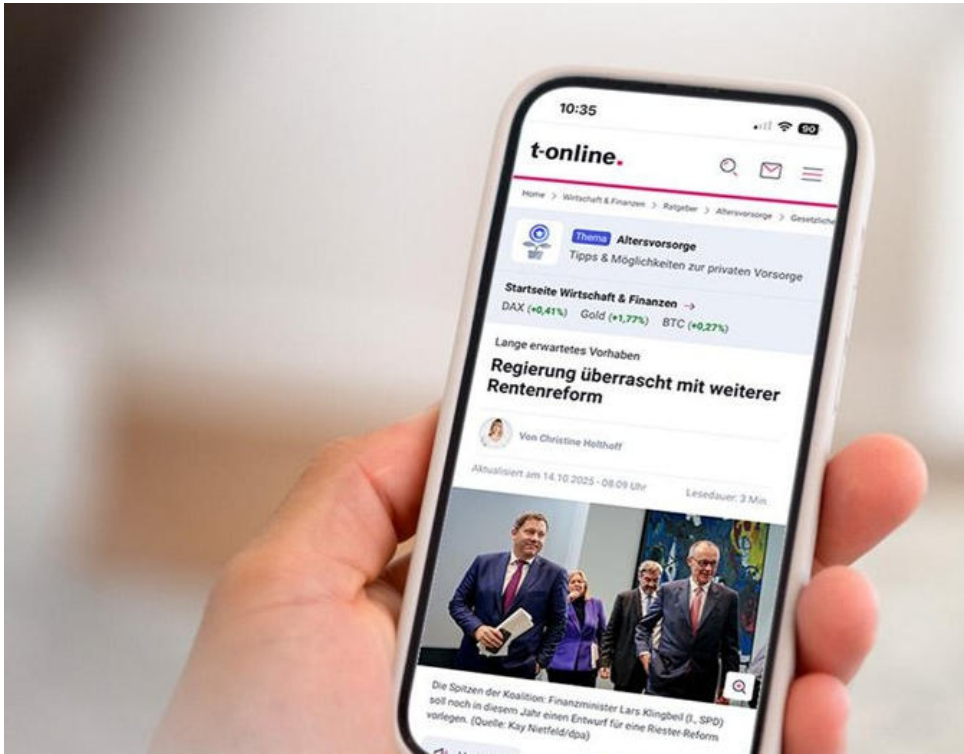 10:35
90
t-online.
Home > Wirtschaft & Finanzen > Ratgeber > Altersvorsorge > Gesetzliche
Thema Altersvorsorge
Tipps & Möglichkeiten zur privaten Vorsorge
Startseite Wirtschaft & Finanzen →
DAX (+0,41%) Gold (+1,77%) BTC (+0,27%)
Lange erwartetes Vorhaben
Regierung überrascht mit weiterer
Rentenreform
Von Christine Holthoff
Aktualisiert am 14.10.2025 - 08:09 Uhr Lesedauer: 3 Min.
Die Spitzen der Koalition: Finanzminister Lars Klingbeil (l., SPD)
soll noch in diesem Jahr einen Entwurf für eine Riester-Reform
vorlegen. (Quelle: Kay Nietfeld/dpa)